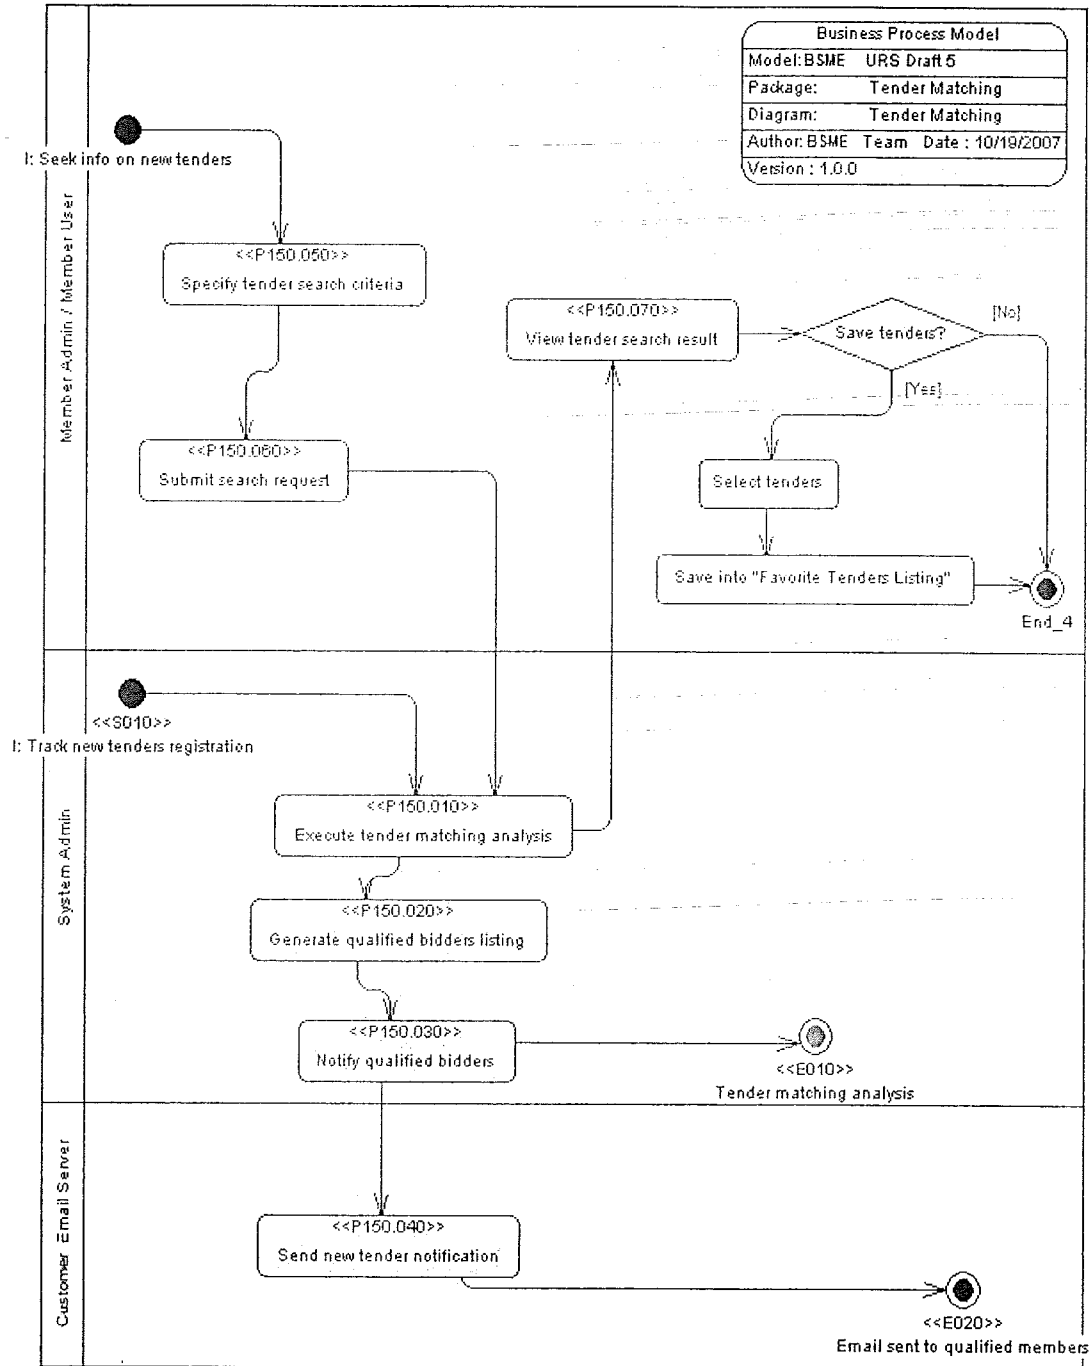 Business Process Model
Model: BSME URS Draft 5
Package: Tender Matching
Diagram: Tender Matching
Author: BSME Team Date : 10/19/2007
Version : 1.0.0
Member Admin / Member User
I: Seek info on new tenders
<<P150.050>>
Specify tender search criteria
<<P150.060>>
Submit search request
<<P150.070>>
View tender search result
Save tenders?
[No]
[Yes]
Select tenders
Save into "Favorite Tenders Listing"
End_4
System Admin
<<S010>>
I: Track new tenders registration
<<P150.010>>
Execute tender matching analysis
<<P150.020>>
Generate qualified bidders listing
<<P150.030>>
Notify qualified bidders
<<E010>>
Tender matching analysis
Customer Email Server
<<P150.040>>
Send new tender notification
<<E020>>
Email sent to qualified members